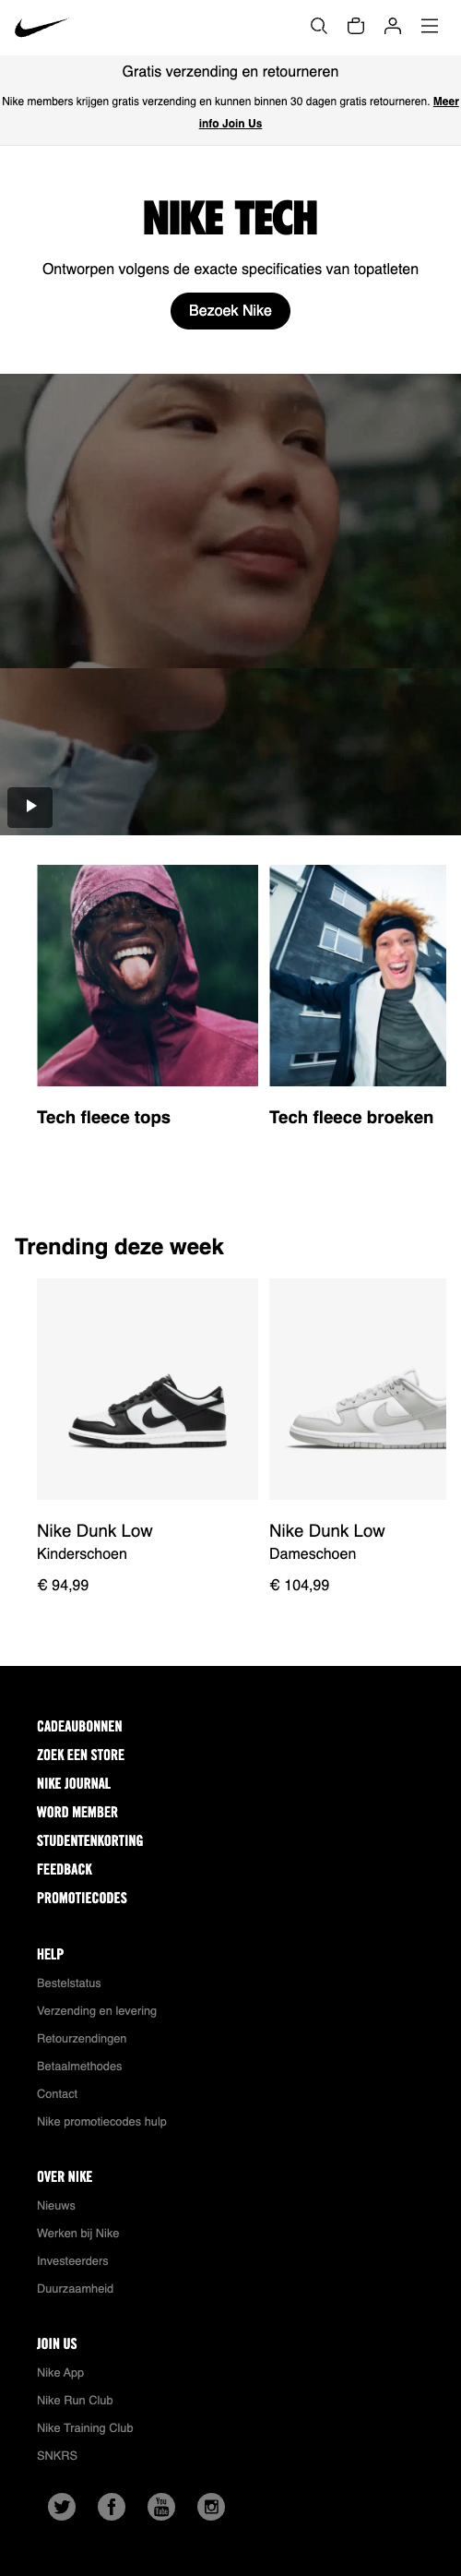 Gratis verzending en retourneren
Nike members krijgen gratis verzending en kunnen binnen 30 dagen gratis retourneren. Meer
info Join Us
NIKE TECH
Ontworpen volgens de exacte specificaties van topatleten
Bezoek Nike
Tech fleece tops
Tech fleece broeken
Trending deze week
Nike Dunk Low
Kinderschoen
€ 94,99
Nike Dunk Low
Dameschoen
€ 104,99
CADEAUBONNEN
ZOEK EEN STORE
NIKE JOURNAL
WORD MEMBER
STUDENTENKORTING
FEEDBACK
PROMOTIECODES
HELP
Bestelstatus
Verzending en levering
Retourzendingen
Betaalmethodes
Contact
Nike promotiecodes hulp
OVER NIKE
Nieuws
Werken bij Nike
Investeerders
Duurzaamheid
JOIN US
Nike App
Nike Run Club
Nike Training Club
SNKRS
You
Tube